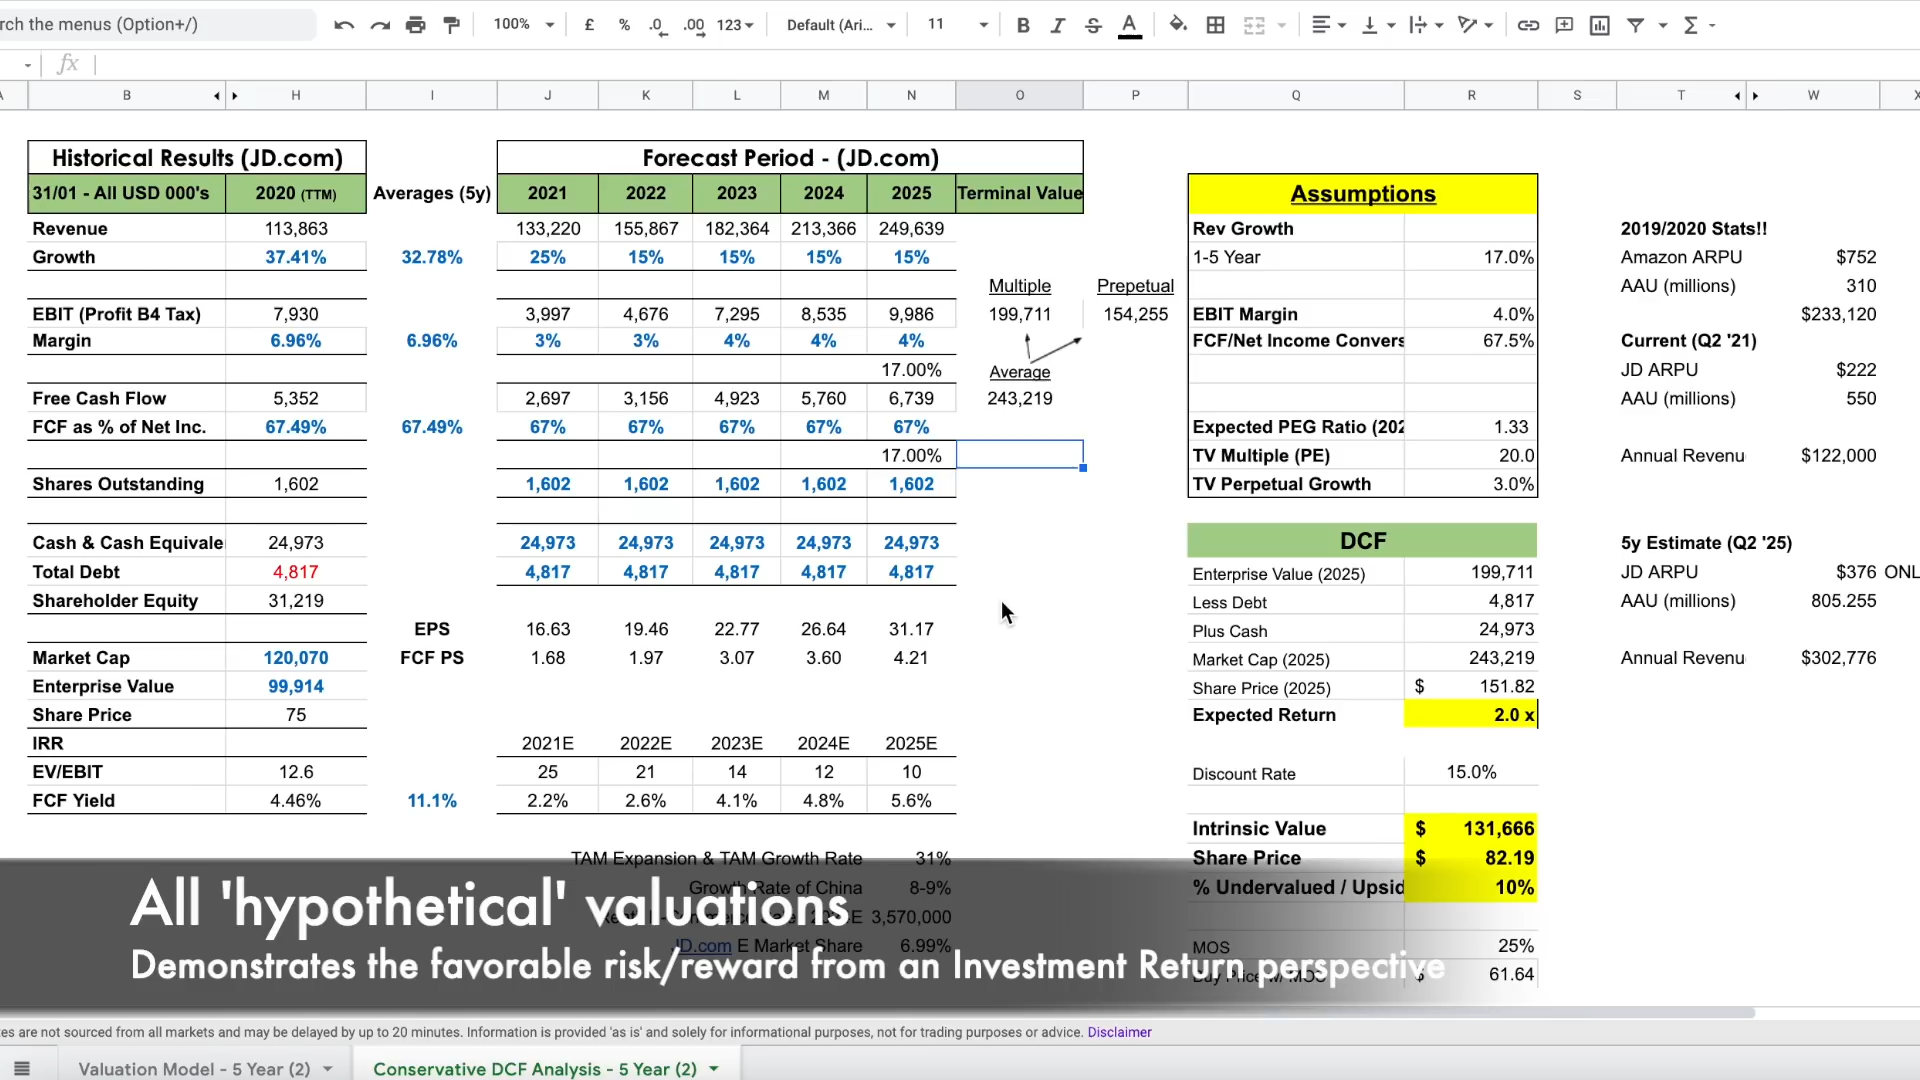 rch the menus (Option+/)
100%
£ % .0 .00 123
Default (Ari...
11
B I S A
fx
A B H I J K L M N O P Q R S T W X
Historical Results (JD.com)
Forecast Period - (JD.com)
31/01 - All USD 000's 2020 (TTM) Averages (5y) 2021 2022 2023 2024 2025 Terminal Value
Assumptions
Revenue 113,863 133,220 155,867 182,364 213,366 249,639
Rev Growth
2019/2020 Stats!!
Growth 37.41% 32.78% 25% 15% 15% 15% 15%
1-5 Year 17.0%
Amazon ARPU $752
Multiple Prepetual
AAU (millions) 310
EBIT (Profit B4 Tax) 7,930 3,997 4,676 7,295 8,535 9,986 199,711 154,255
EBIT Margin 4.0%
$233,120
Margin 6.96% 6.96% 3% 3% 4% 4% 4%
FCF/Net Income Convers 67.5%
Current (Q2 '21)
17.00% Average
JD ARPU $222
Free Cash Flow 5,352 2,697 3,156 4,923 5,760 6,739 243,219
AAU (millions) 550
FCF as % of Net Inc. 67.49% 67.49% 67% 67% 67% 67% 67%
Expected PEG Ratio (202 1.33
17.00%
TV Multiple (PE) 20.0
Annual Revenu $122,000
Shares Outstanding 1,602 1,602 1,602 1,602 1,602 1,602
TV Perpetual Growth 3.0%
Cash & Cash Equivale 24,973 24,973 24,973 24,973 24,973 24,973
DCF
5y Estimate (Q2 '25)
Total Debt 4,817 4,817 4,817 4,817 4,817 4,817
Enterprise Value (2025) 199,711
JD ARPU $376 ONL
Shareholder Equity 31,219
Less Debt 4,817
AAU (millions) 805.255
EPS 16.63 19.46 22.77 26.64 31.17
Plus Cash 24,973
Market Cap 120,070 FCF PS 1.68 1.97 3.07 3.60 4.21
Market Cap (2025) 243,219
Annual Revenu $302,776
Enterprise Value 99,914
Share Price (2025) $ 151.82
Share Price 75
Expected Return 2.0 x
IRR 2021E 2022E 2023E 2024E 2025E
EV/EBIT 12.6 25 21 14 12 10
Discount Rate 15.0%
FCF Yield 4.46% 11.1% 2.2% 2.6% 4.1% 4.8% 5.6%
Intrinsic Value $ 131,666
TAM Expansion & TAM Growth Rate 31%
Share Price $ 82.19
Growth Rate of China 8-9%
% Undervalued / Upsid 10%
3,570,000
JD.com E Market Share 6.99%
MOS 25%
Buy Price w/ MOS $ 61.64
All 'hypothetical' valuations
Demonstrates the favorable risk/reward from an Investment Return perspective
es are not sourced from all markets and may be delayed by up to 20 minutes. Information is provided 'as is' and solely for informational purposes, not for trading purposes or advice. Disclaimer
Valuation Model - 5 Year (2)
Conservative DCF Analysis - 5 Year (2)